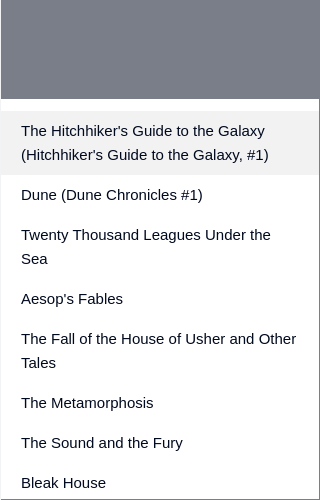 The Hitchhiker's Guide to the Galaxy
(Hitchhiker's Guide to the Galaxy, #1)
Dune (Dune Chronicles #1)
Twenty Thousand Leagues Under the
Sea
Aesop's Fables
The Fall of the House of Usher and Other
Tales
The Metamorphosis
The Sound and the Fury
Bleak House